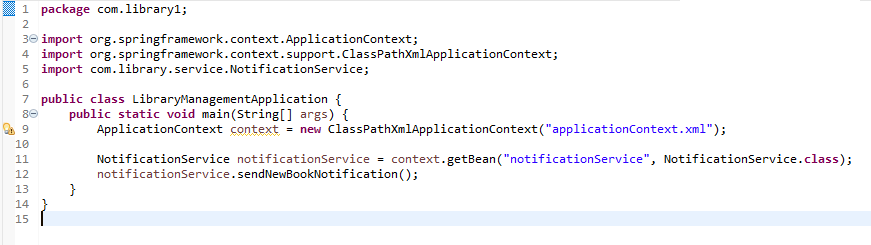 1 package com.library1;
2
3 import org.springframework.context.ApplicationContext;
4 import org.springframework.context.support.ClassPathXmlApplicationContext;
5 import com.library.service.NotificationService;
6
7 public class LibraryManagementApplication {
8 public static void main(String[] args) {
9 ApplicationContext context = new ClassPathXmlApplicationContext("applicationContext.xml");
10
11 NotificationService notificationService = context.getBean("notificationService", NotificationService.class);
12 notificationService.sendNewBookNotification();
13 }
14 }
15